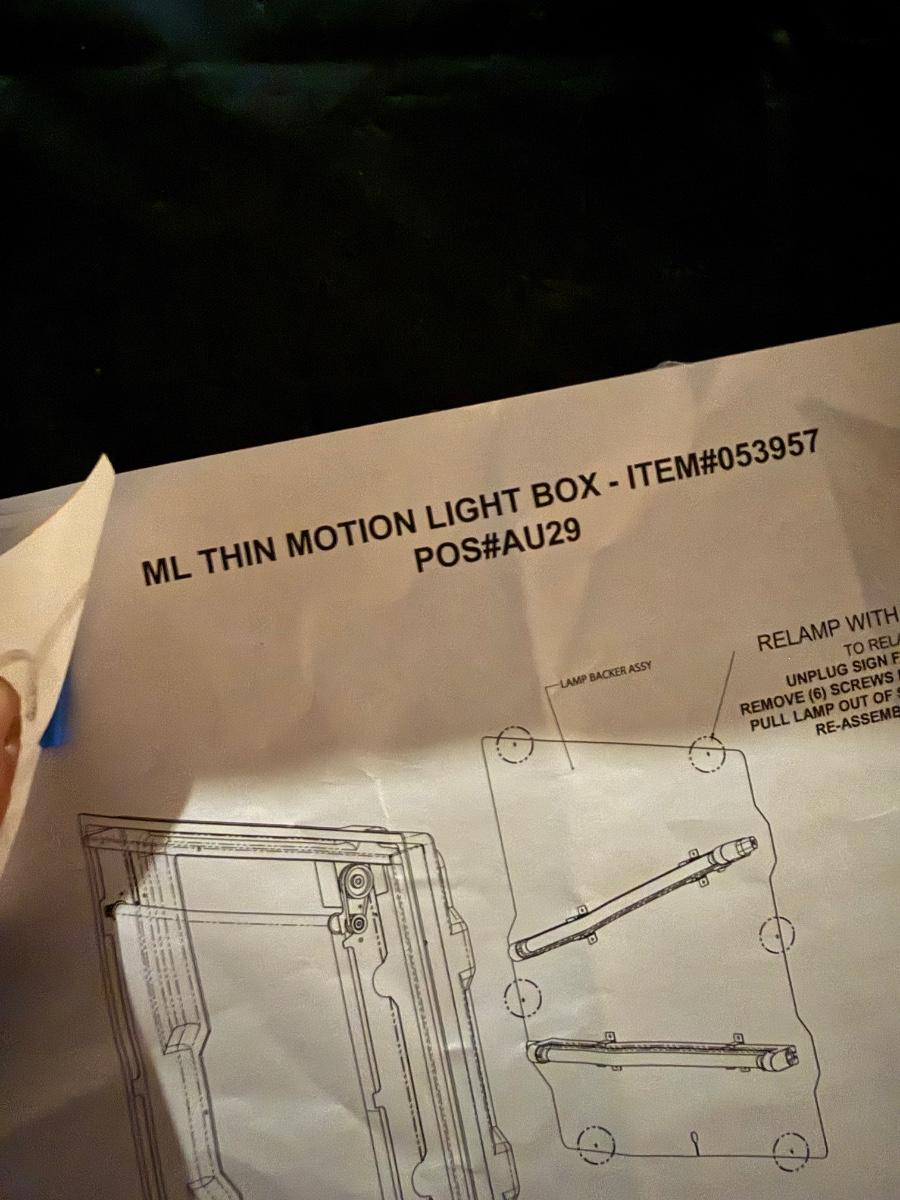 ML THIN MOTION LIGHT BOX - ITEM#053957
POS#AU29
RELAMP WITH
TO RELA
UNPLUG SIGN F
REMOVE (6) SCREWS
PULL LAMP OUT OF
RE-ASSEMB
LAMP BACKER ASSY